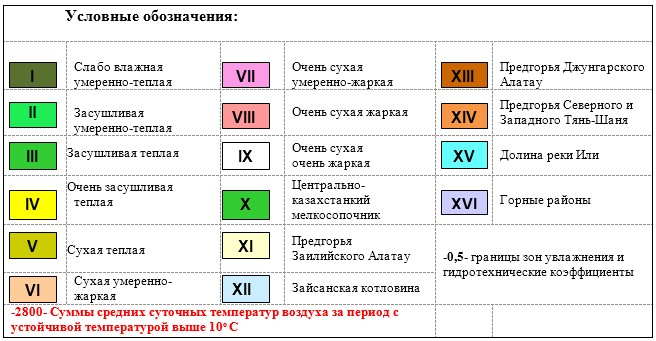 Условные обозначения:
I Слабо влажная
умеренно-теплая
II Засушливая
умеренно-теплая
III Засушливая теплая
IV Очень засушливая
теплая
V Сухая теплая
VI Сухая умеренно-
жаркая
VII Очень сухая
умеренно-жаркая
VIII Очень сухая жаркая
IX Очень сухая
очень жаркая
X Центрально-
казахстанкий
мелкосопочник
XI Предгорья
Заилийского Алатау
XII Зайсанская котловина
XIII Предгорья Джунгарского
Алатау
XIV Предгорья Северного и
Западного Тянь-Шаня
XV Долина реки Или
XVI Горные районы
-0,5- границы зон увлажнения и
гидротехнические коэффициенты
-2800- Суммы средних суточных температур воздуха за период с
устойчивой температурой выше 10°С